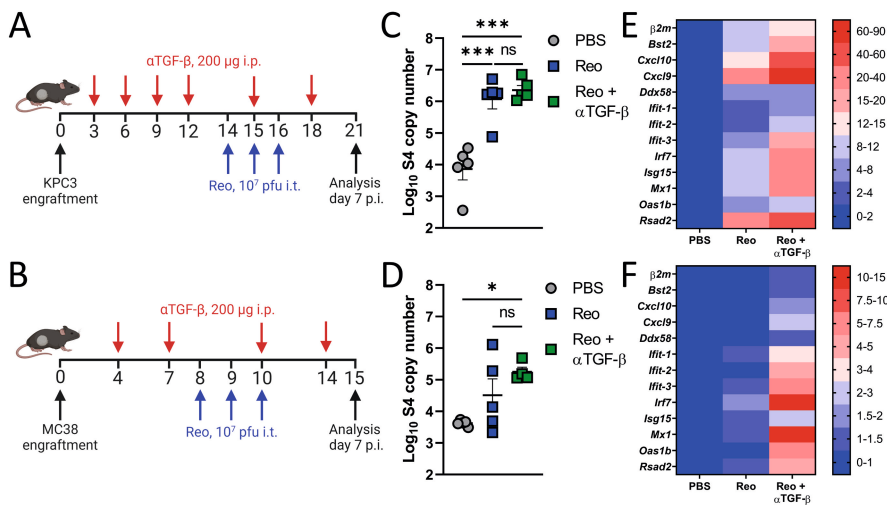 A
αTGF-β, 200 µg i.p.
0 3 6 9 12 14 15 16 18 21
KPC3
engraftment
Reo, 10⁷ pfu i.t.
Analysis
day 7 p.i.
B
αTGF-β, 200 µg i.p.
0 4 7 8 9 10 14 15
MC38
engraftment
Reo, 10⁷ pfu i.t.
Analysis
day 7 p.i.
C
Log₁₀ S4 copy number
8
7
6
5
4
3
2
***
*** ns
PBS
Reo
Reo +
αTGF-β
D
Log₁₀ S4 copy number
8
7
6
5
4
3
2
*
ns
PBS
Reo
Reo +
αTGF-β
E
β2m
Bst2
Cxcl10
Cxcl9
Ddx58
Ifit-1
Ifit-2
Ifit-3
Irf7
Isg15
Mx1
Oas1b
Rsad2
PBS Reo Reo +
αTGF-β
60-90
40-60
20-40
15-20
12-15
8-12
4-8
2-4
0-2
F
β2m
Bst2
Cxcl10
Cxcl9
Ddx58
Ifit-1
Ifit-2
Ifit-3
Irf7
Isg15
Mx1
Oas1b
Rsad2
PBS Reo Reo +
αTGF-β
10-15
7.5-10
5-7.5
4-5
3-4
2-3
1.5-2
1-1.5
0-1